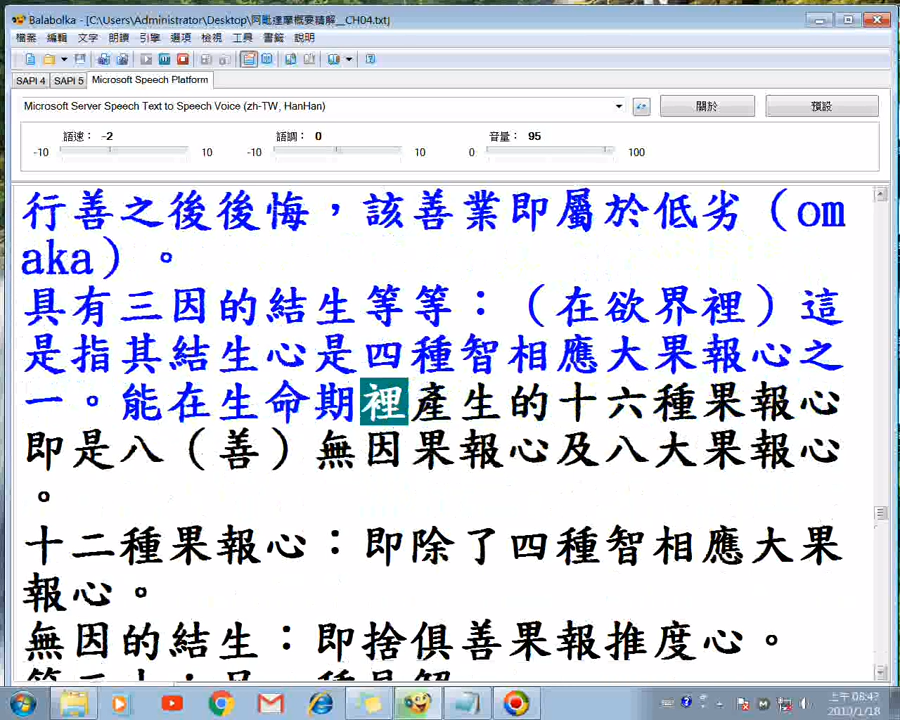 Balabolka - [C:\Users\Administrator\Desktop\阿毗達摩概要精解__CH04.txt]
檔案 編輯 文字 朗讀 引擎 選項 檢視 工具 書籤 說明
SAPI 4 SAPI 5 Microsoft Speech Platform
Microsoft Server Speech Text to Speech Voice (zh-TW, HanHan) 關於 預設
語速： -2 語調： 0 音量： 95
-10 10 -10 10 0 100
行善之後後悔，該善業即屬於低劣（om
aka）。
具有三因的結生等等：（在欲界裡）這
是指其結生心是四種智相應大果報心之
一。能在生命期裡產生的十六種果報心
即是八（善）無因果報心及八大果報心
。
十二種果報心：即除了四種智相應大果
報心。
無因的結生：即捨俱善果報推度心。
上午 08:42
2019/1/18